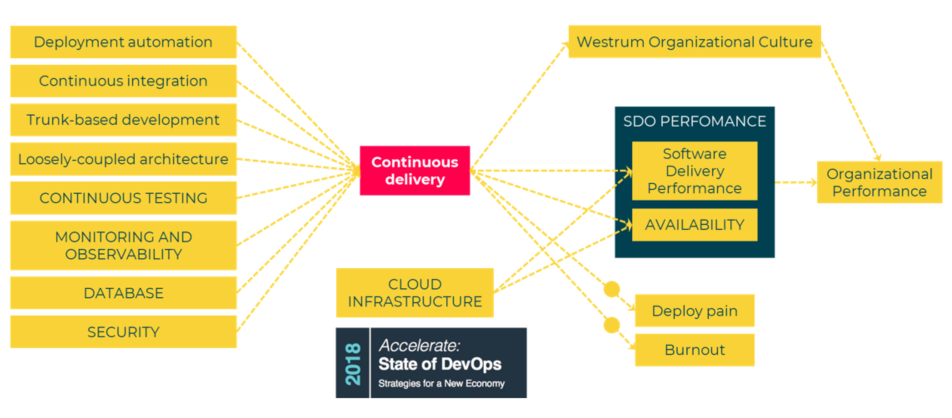 Deployment automation
Continuous integration
Trunk-based development
Loosely-coupled architecture
CONTINUOUS TESTING
MONITORING AND
OBSERVABILITY
DATABASE
SECURITY
Continuous
delivery
CLOUD
INFRASTRUCTURE
2018
Accelerate:
State of DevOps
Strategies for a New Economy
Westrum Organizational Culture
SDO PERFOMANCE
Software
Delivery
Performance
AVAILABILITY
Deploy pain
Burnout
Organizational
Performance